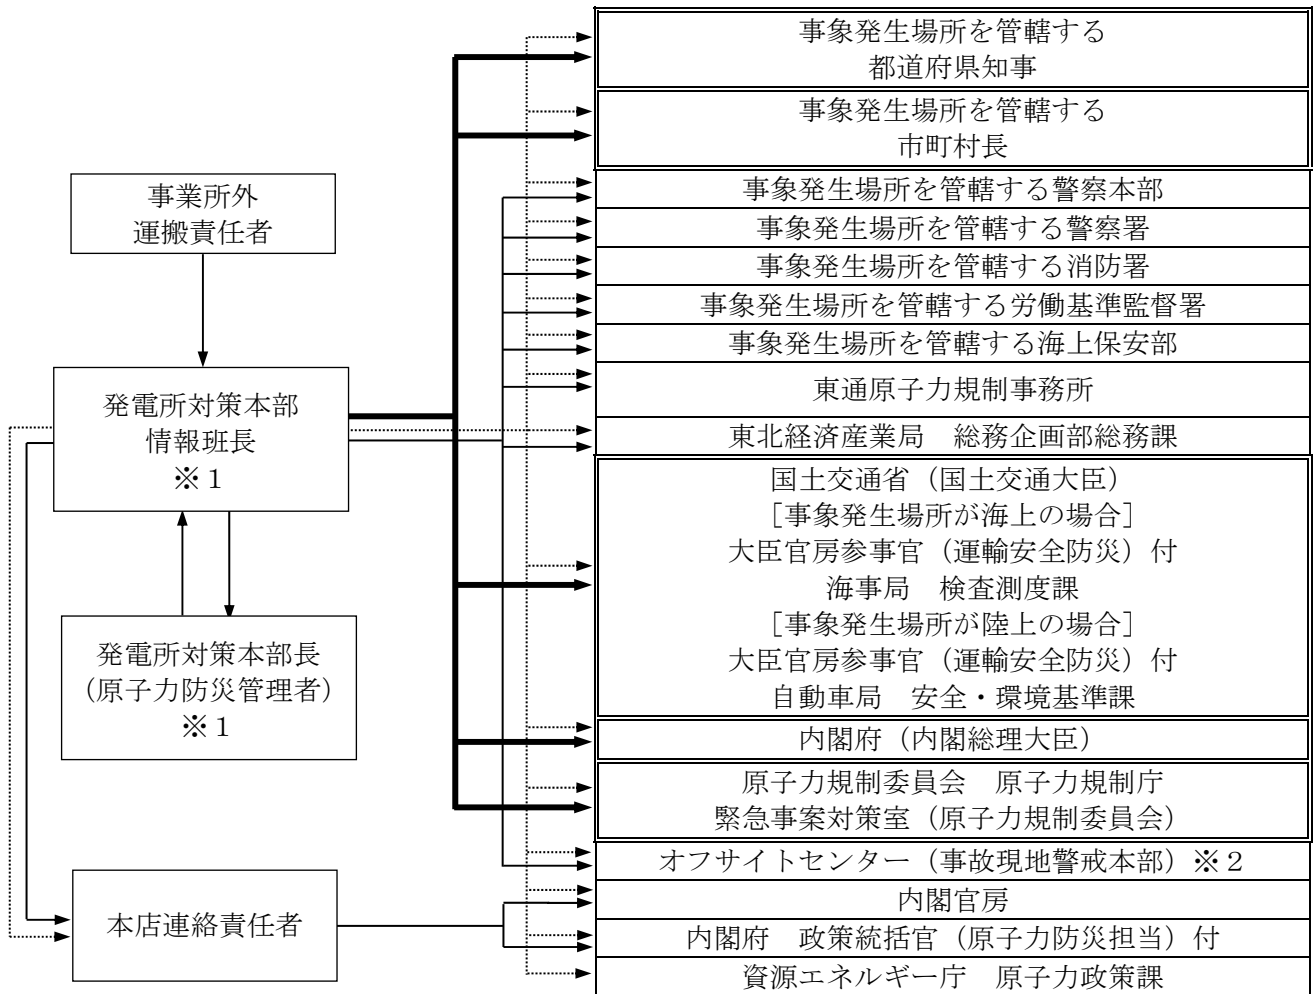 事業所外
運搬責任者
発電所対策本部
情報班長
※１
発電所対策本部長
（原子力防災管理者）
※１
本店連絡責任者
事象発生場所を管轄する
都道府県知事
事象発生場所を管轄する
市町村長
事象発生場所を管轄する警察本部
事象発生場所を管轄する警察署
事象発生場所を管轄する消防署
事象発生場所を管轄する労働基準監督署
事象発生場所を管轄する海上保安部
東通原子力規制事務所
東北経済産業局　総務企画部総務課
国土交通省（国土交通大臣）
［事象発生場所が海上の場合］
大臣官房参事官（運輸安全防災）付
海事局　検査測度課
［事象発生場所が陸上の場合］
大臣官房参事官（運輸安全防災）付
自動車局　安全・環境基準課
内閣府（内閣総理大臣）
原子力規制委員会　原子力規制庁
緊急事案対策室（原子力規制委員会）
オフサイトセンター（事故現地警戒本部）※２
内閣官房
内閣府　政策統括官（原子力防災担当）付
資源エネルギー庁　原子力政策課